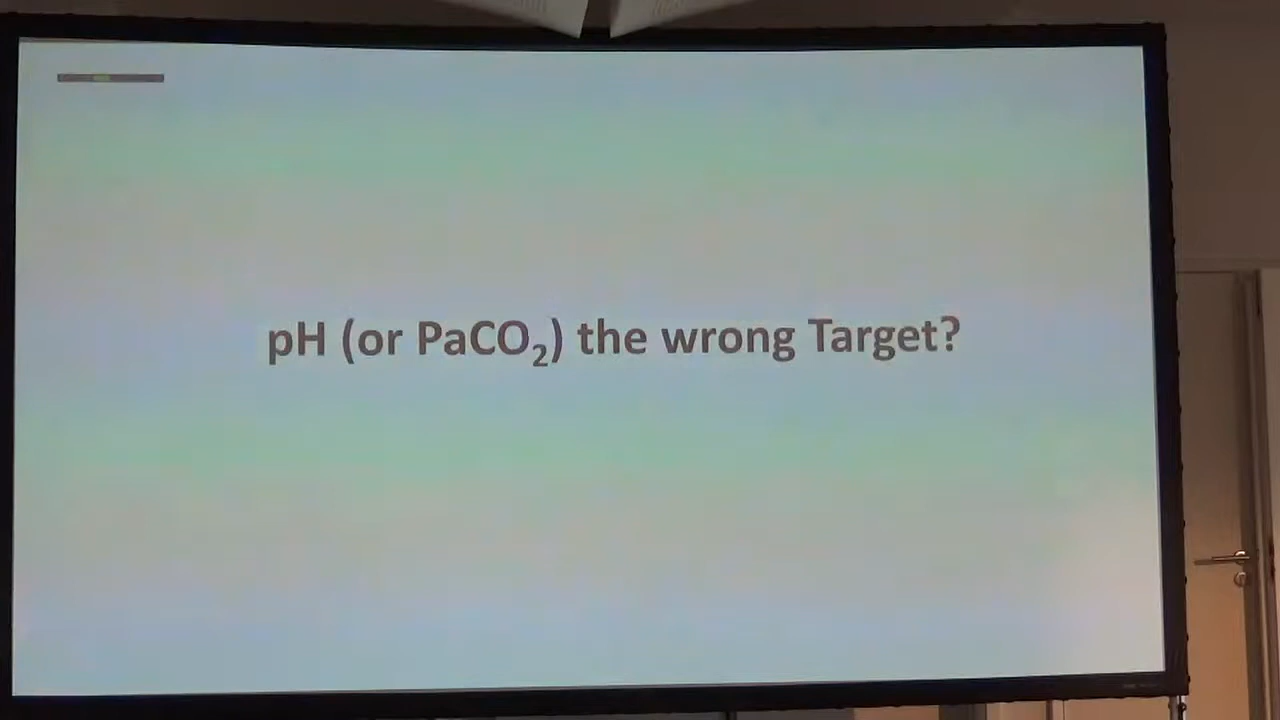 pH (or PaCO₂) the wrong Target?